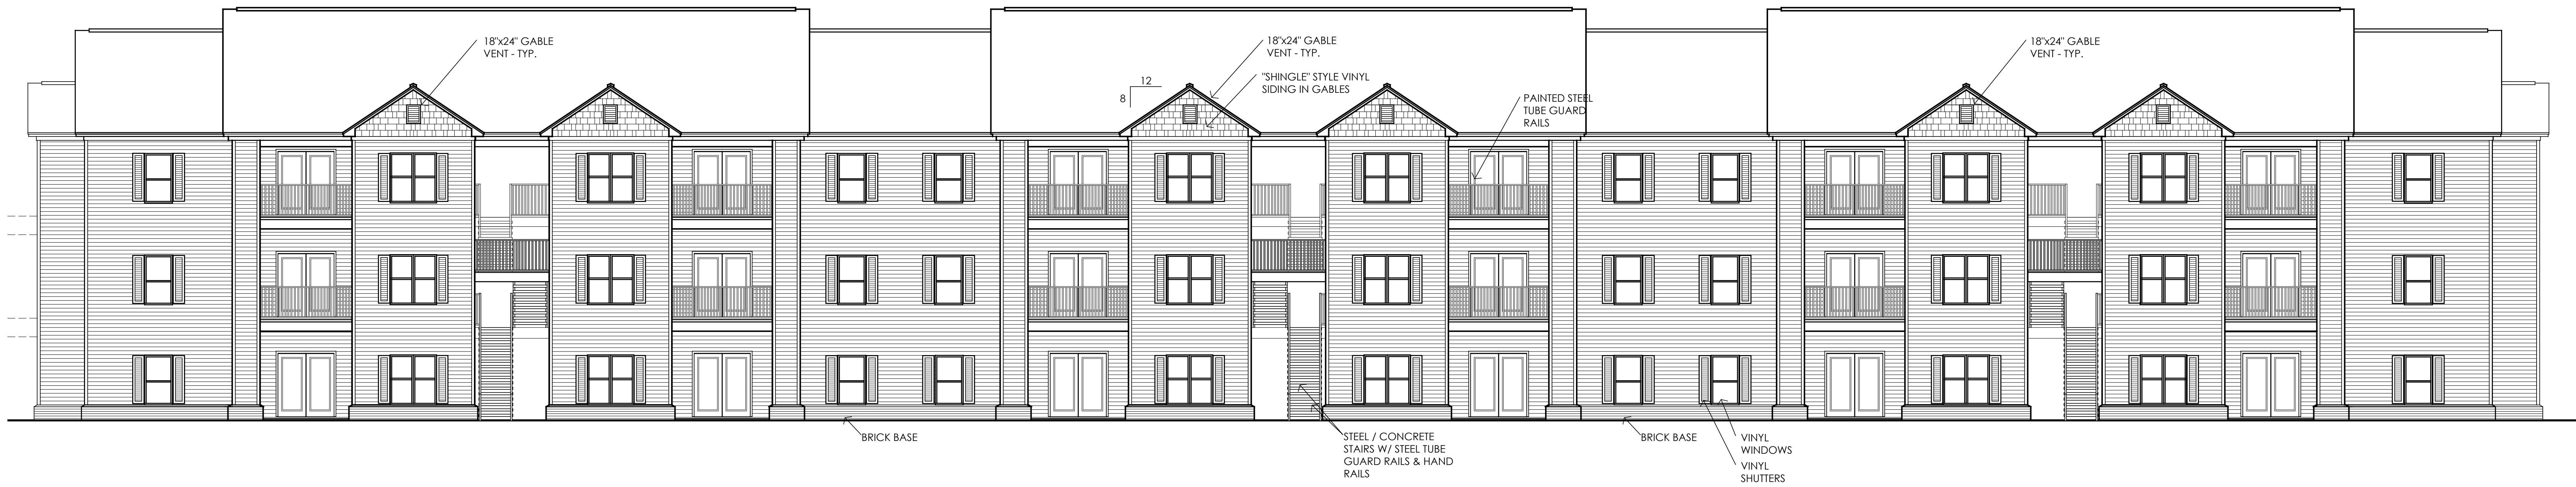 18"x24" GABLE
VENT - TYP.
18"x24" GABLE
VENT - TYP.
18"x24" GABLE
VENT - TYP.
12
8
"SHINGLE" STYLE VINYL
SIDING IN GABLES
PAINTED STEEL
TUBE GUARD
RAILS
BRICK BASE
STEEL / CONCRETE
STAIRS W/ STEEL TUBE
GUARD RAILS & HAND
RAILS
BRICK BASE
VINYL
WINDOWS
VINYL
SHUTTERS